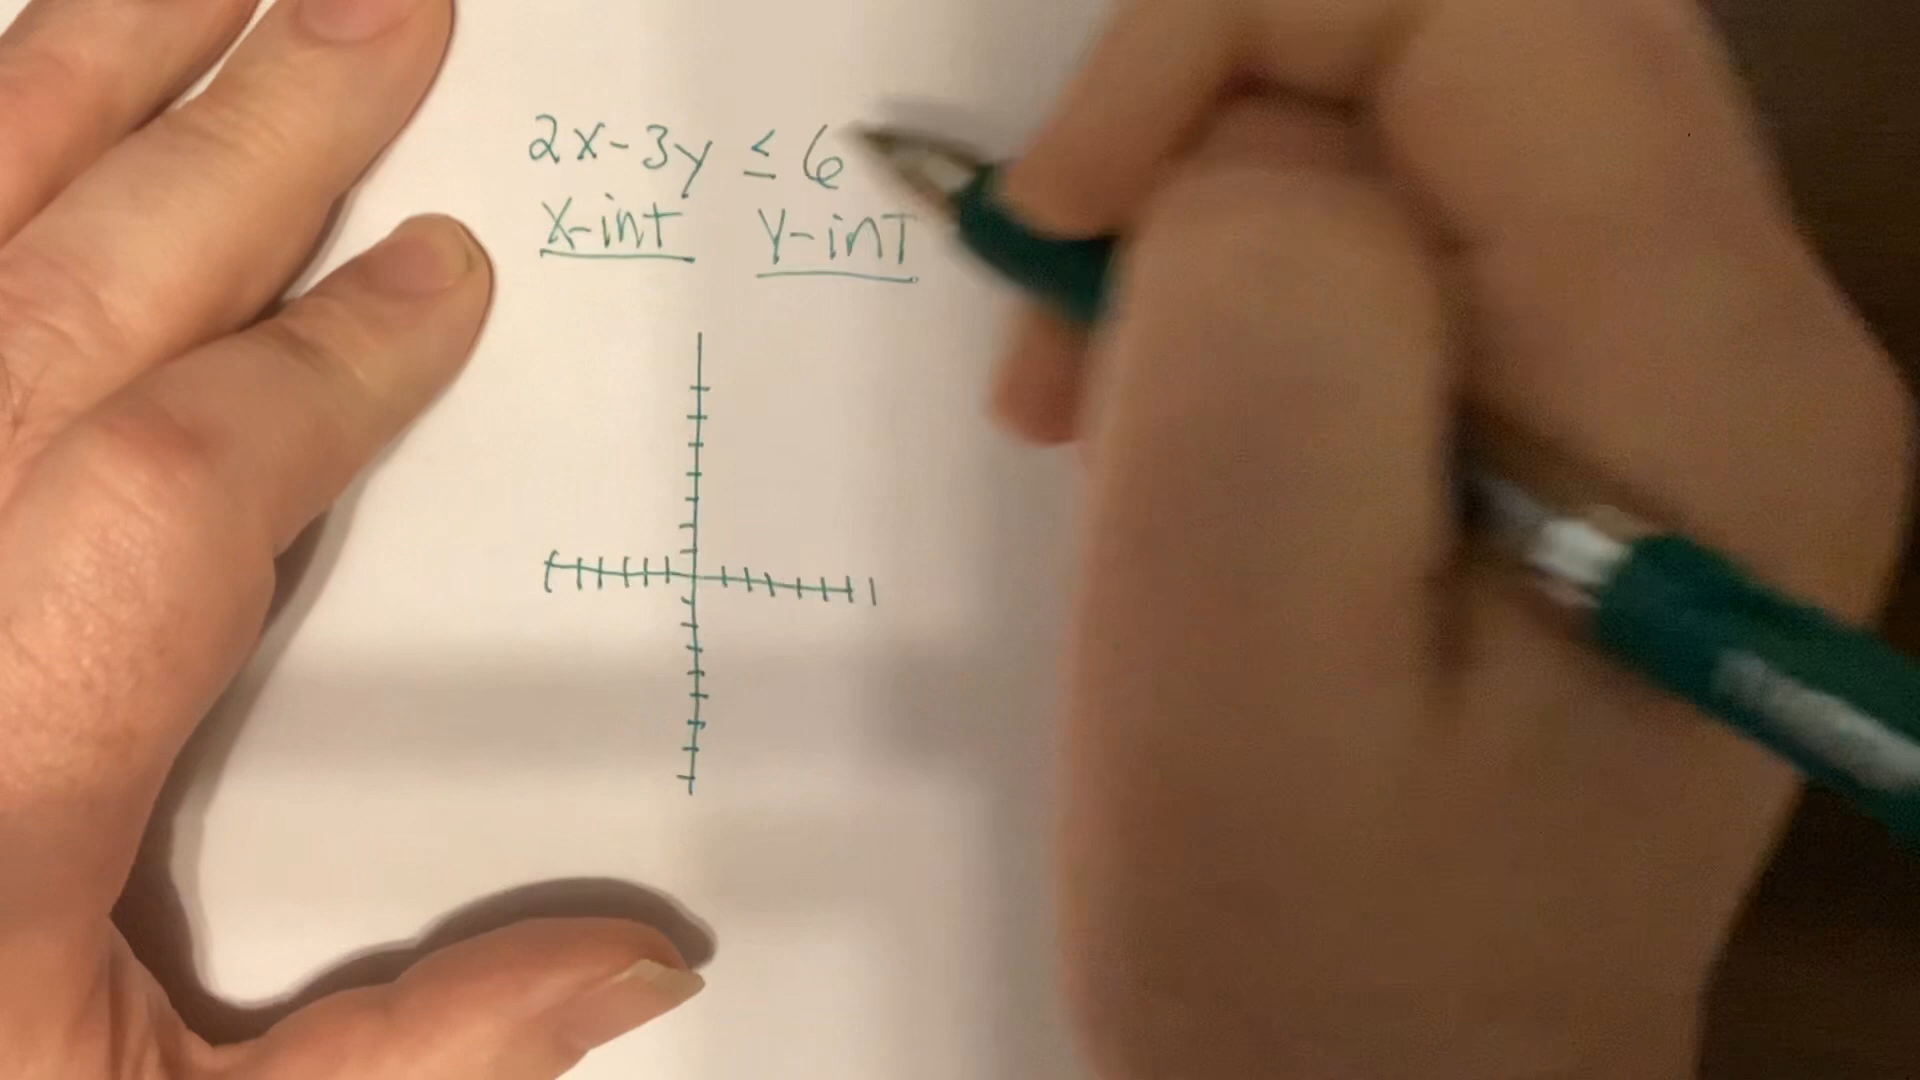 2x-3y ≤ 6
x-int y-int